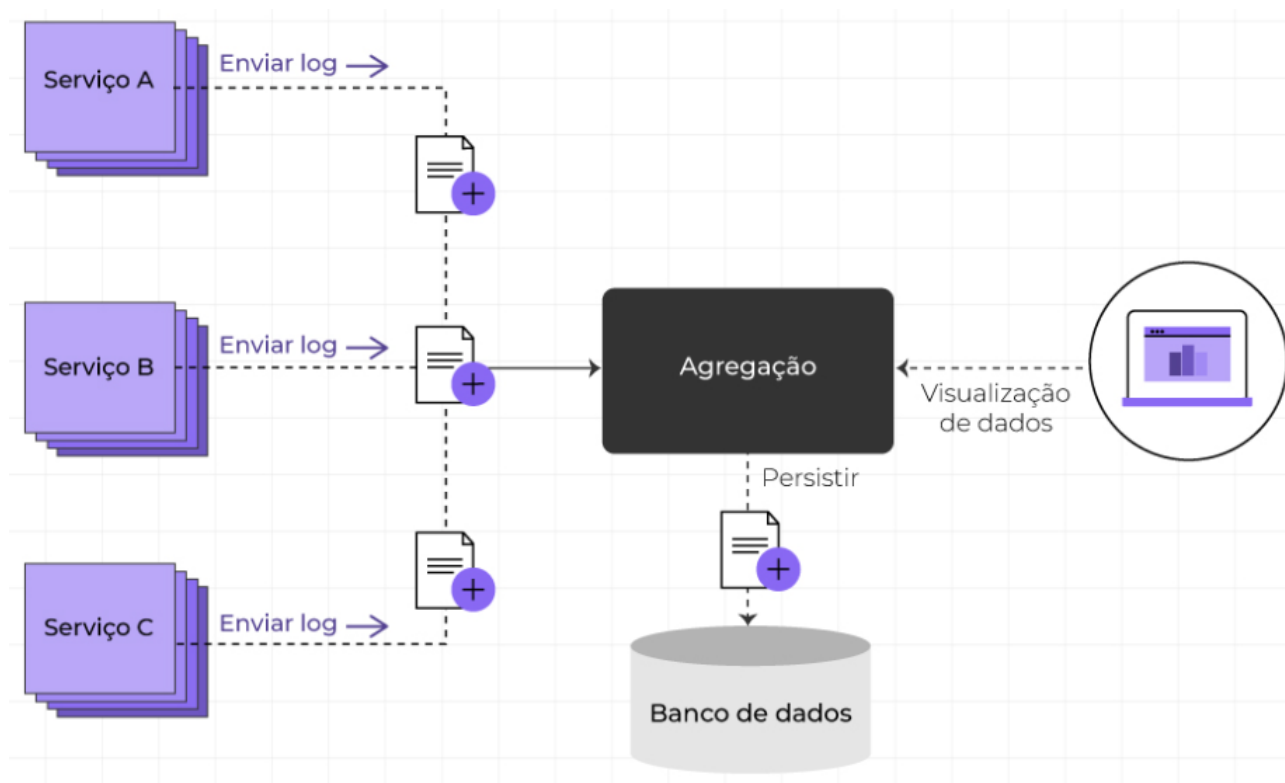 Serviço A
Enviar log
Serviço B
Enviar log
Agregação
Visualização
de dados
Persistir
Serviço C
Enviar log
Banco de dados